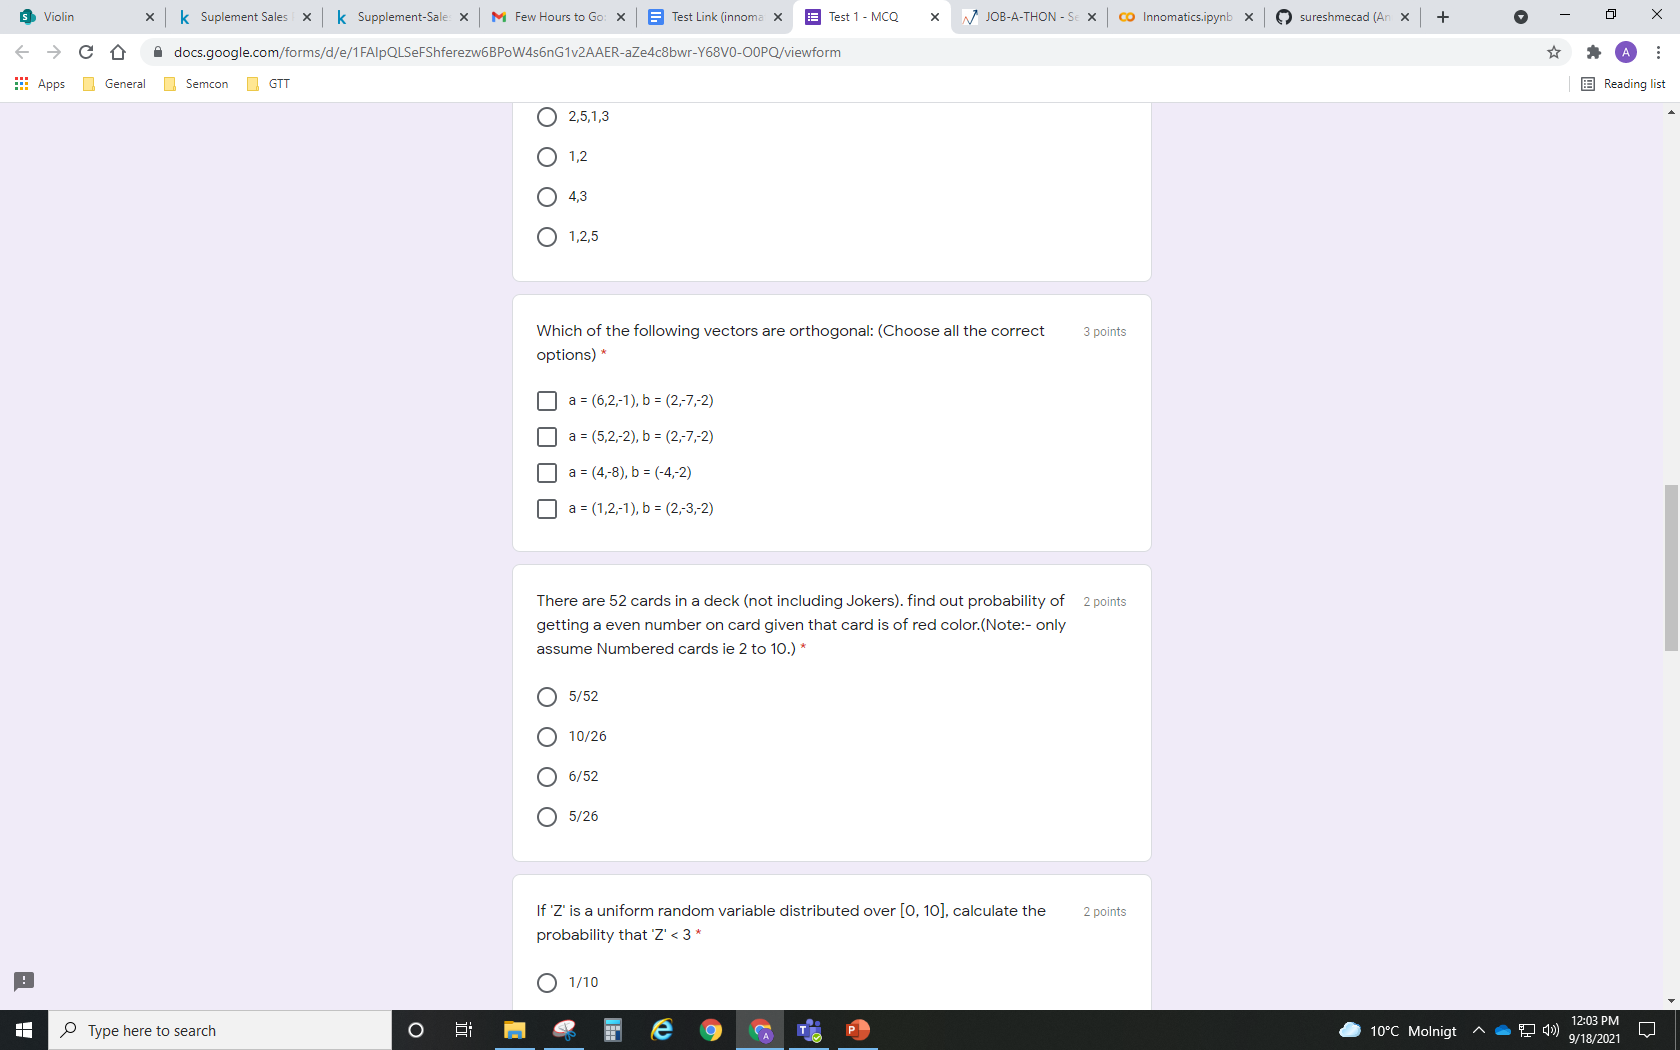 Violin
Suplement Sales
Supplement-Sale
Few Hours to Go
Test Link (innoma
Test 1 - MCQ
JOB-A-THON - Se
Innomatics.ipynb
sureshmecad (An
docs.google.com/forms/d/e/1FAIpQLSeFShferezw6BPoW4s6nG1v2AAER-aZe4c8bwr-Y68V0-O0PQ/viewform
A
Apps
General
Semcon
GTT
Reading list
2,5,1,3
1,2
4,3
1,2,5
Which of the following vectors are orthogonal: (Choose all the correct
options) *
3 points
a = (6,2,-1), b = (2,-7,-2)
a = (5,2,-2), b = (2,-7,-2)
a = (4,-8), b = (-4,-2)
a = (1,2,-1), b = (2,-3,-2)
There are 52 cards in a deck (not including Jokers). find out probability of
getting a even number on card given that card is of red color.(Note:- only
assume Numbered cards ie 2 to 10.) *
2 points
5/52
10/26
6/52
5/26
If 'Z' is a uniform random variable distributed over [0, 10], calculate the
probability that 'Z' < 3 *
2 points
1/10
Type here to search
10°C Molnigt
12:03 PM
9/18/2021